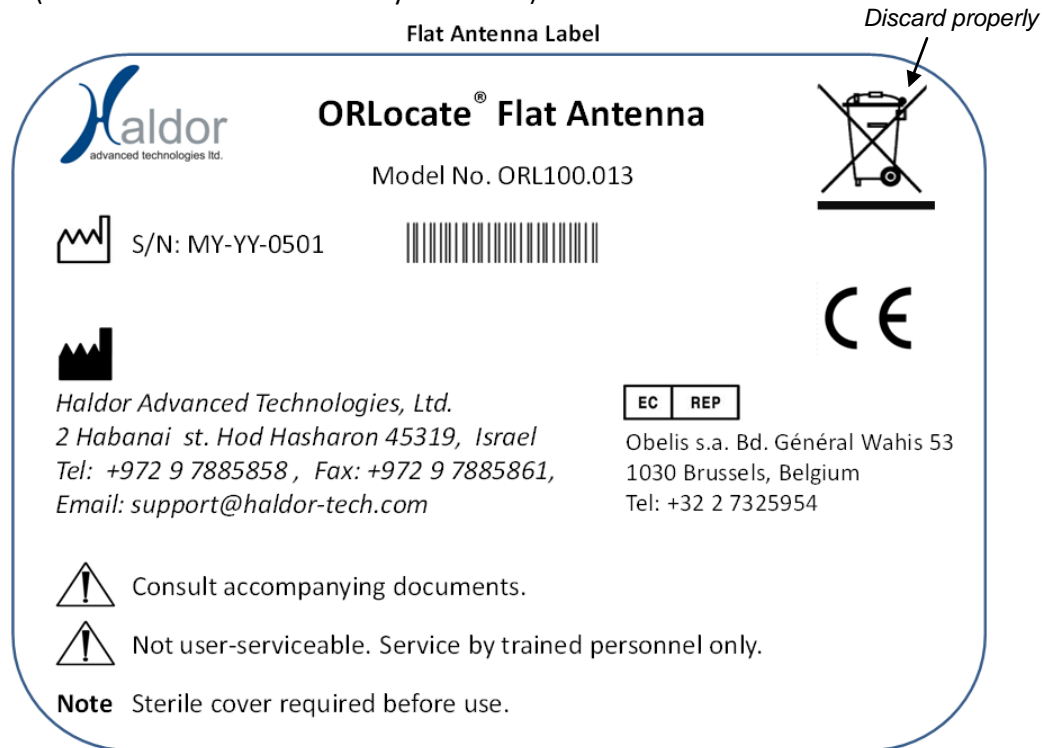 Discard properly
Flat Antenna Label
Haldor
advanced technologies ltd.
ORLocate® Flat Antenna
Model No. ORL100.013
S/N: MY-YY-0501
CE
Haldor Advanced Technologies, Ltd.
2 Habanai st. Hod Hasharon 45319, Israel
Tel: +972 9 7885858 , Fax: +972 9 7885861,
Email: support@haldor-tech.com
EC REP
Obelis s.a. Bd. Général Wahis 53
1030 Brussels, Belgium
Tel: +32 2 7325954
Consult accompanying documents.
Not user-serviceable. Service by trained personnel only.
Note Sterile cover required before use.